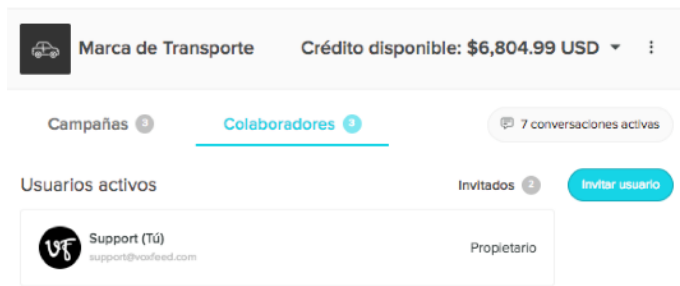 Marca de Transporte Crédito disponible: $6,804.99 USD
Campañas 3 Colaboradores 3 7 conversaciones activas
Usuarios activos Invitados 2 Invitar usuario
VF Support (Tú) Propietario
support@voxfeed.com